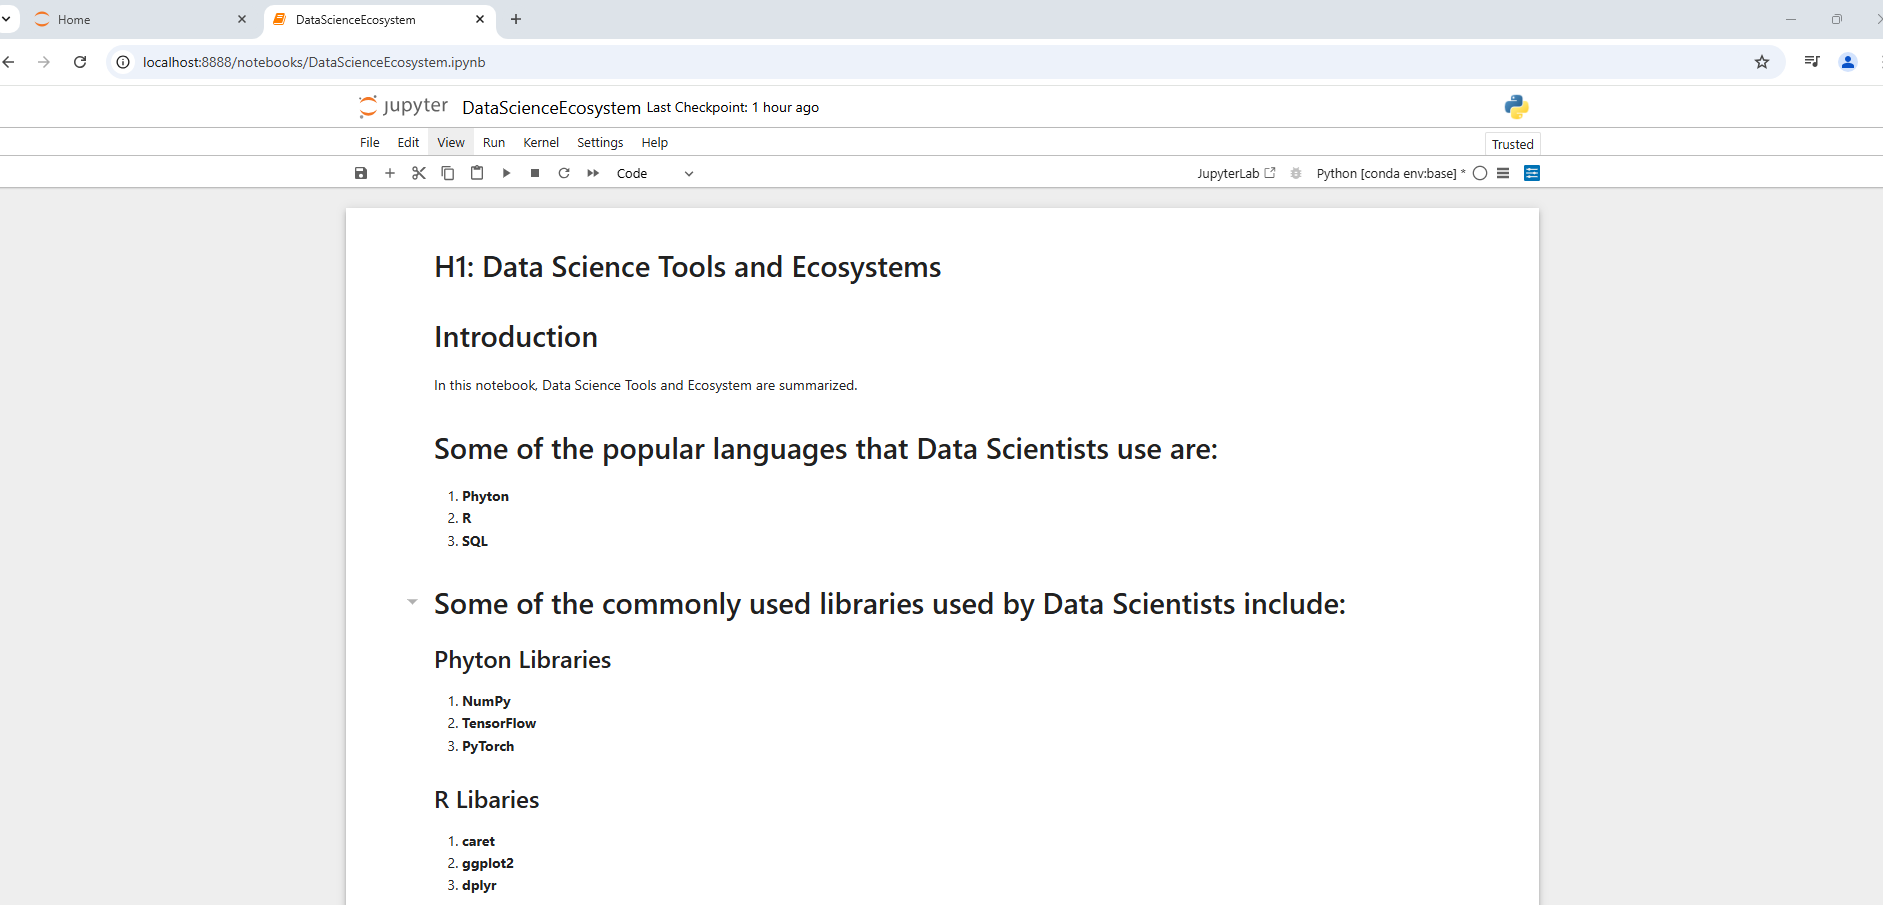 Home
DataScienceEcosystem
localhost:8888/notebooks/DataScienceEcosystem.ipynb
jupyter DataScienceEcosystem Last Checkpoint: 1 hour ago
File Edit View Run Kernel Settings Help
Trusted
Code
JupyterLab
Python [conda env:base] *
H1: Data Science Tools and Ecosystems
Introduction
In this notebook, Data Science Tools and Ecosystem are summarized.
Some of the popular languages that Data Scientists use are:
1. Phyton
2. R
3. SQL
Some of the commonly used libraries used by Data Scientists include:
Phyton Libraries
1. NumPy
2. TensorFlow
3. PyTorch
R Libaries
1. caret
2. ggplot2
3. dplyr